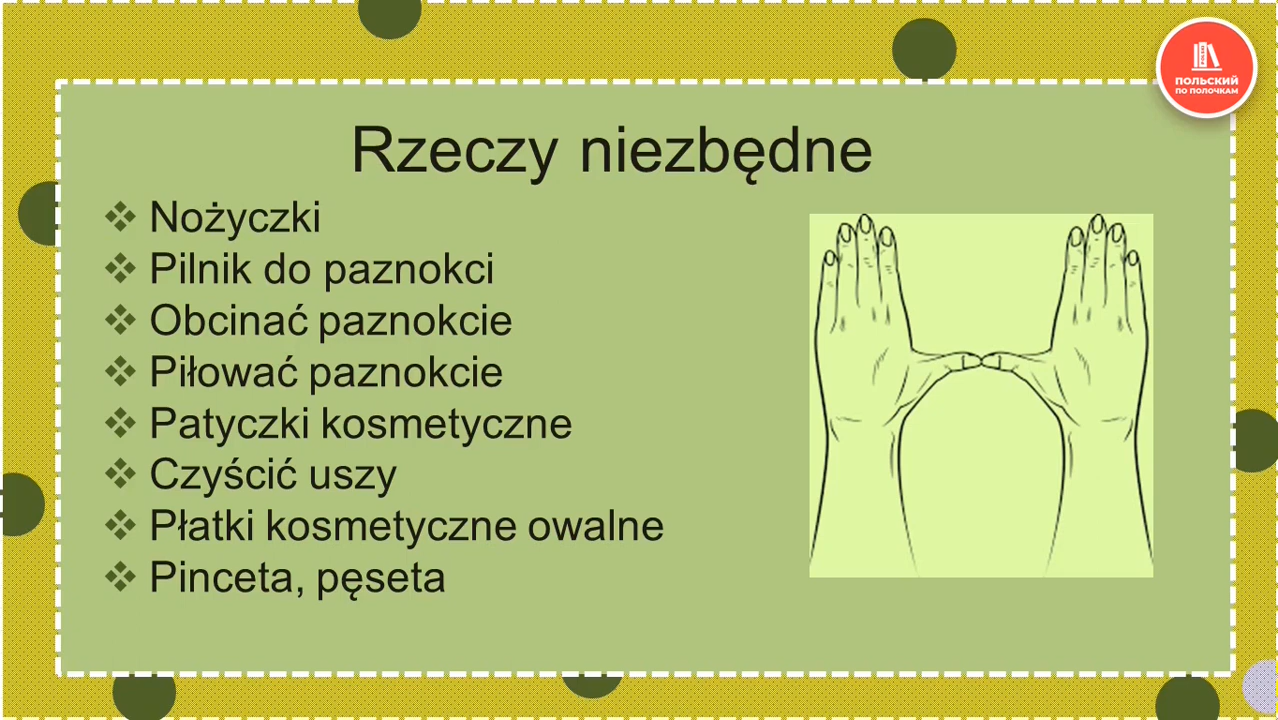 ПОЛЬСКИЙ
ПО ПОЛОЧКАМ
Rzeczy niezbędne
Nożyczki
Pilnik do paznokci
Obcinać paznokcie
Piłować paznokcie
Patyczki kosmetyczne
Czyścić uszy
Płatki kosmetyczne owalne
Pinceta, pęseta